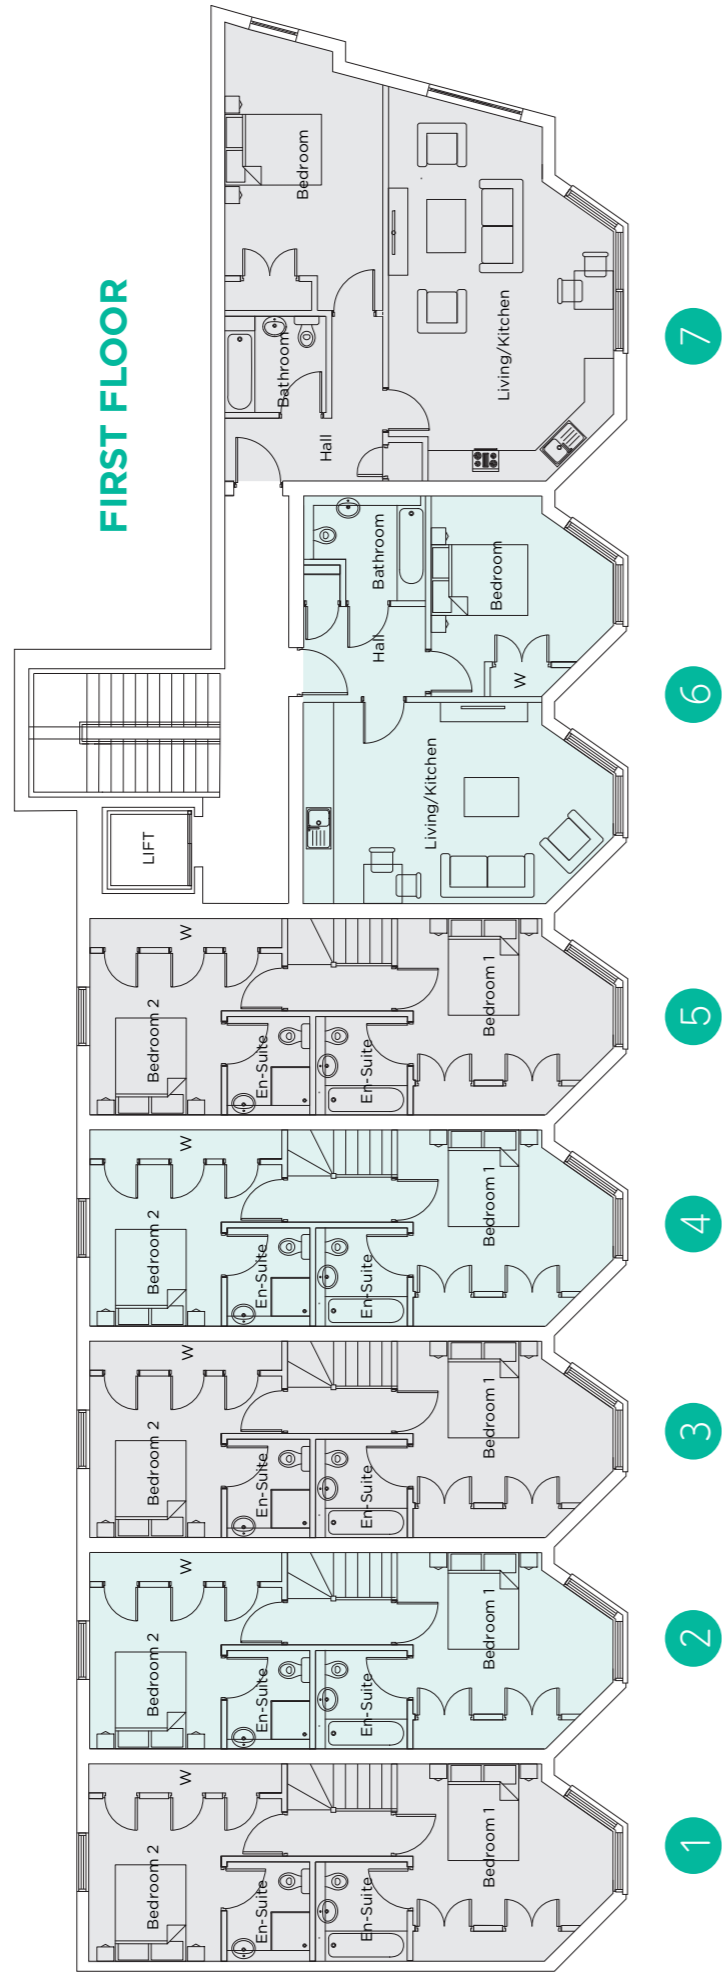 FIRST FLOOR
Bedroom
Bathroom
Hall
Living/Kitchen
7
Bathroom
Hall
Bedroom
W
Living/Kitchen
6
LIFT
W
Bedroom 2
En-Suite
En-Suite
Bedroom 1
5
W
Bedroom 2
En-Suite
En-Suite
Bedroom 1
4
W
Bedroom 2
En-Suite
En-Suite
Bedroom 1
3
W
Bedroom 2
En-Suite
En-Suite
Bedroom 1
2
W
Bedroom 2
En-Suite
En-Suite
Bedroom 1
1